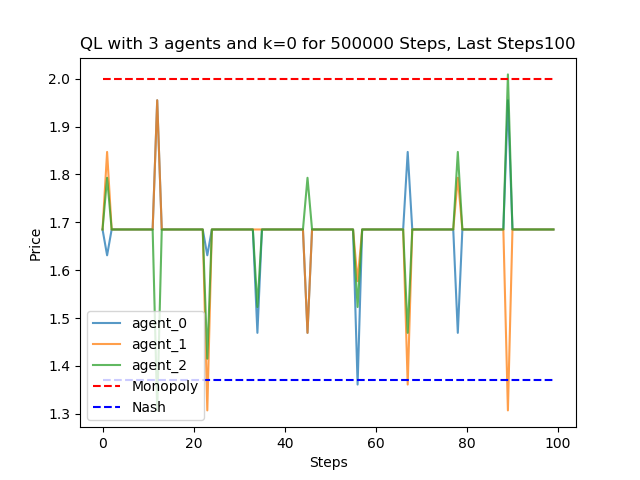 QL with 3 agents and k=0 for 500000 Steps, Last Steps100
Price
2.0
1.9
1.8
1.7
1.6
1.5
1.4
1.3
agent_0
agent_1
agent_2
Monopoly
Nash
0 20 40 60 80 100
Steps